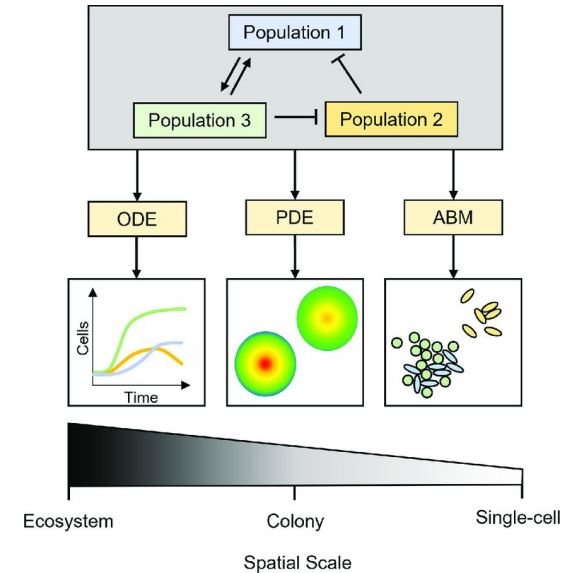 Population 1
Population 3
Population 2
ODE
PDE
ABM
Cells
Time
Ecosystem
Colony
Single-cell
Spatial Scale